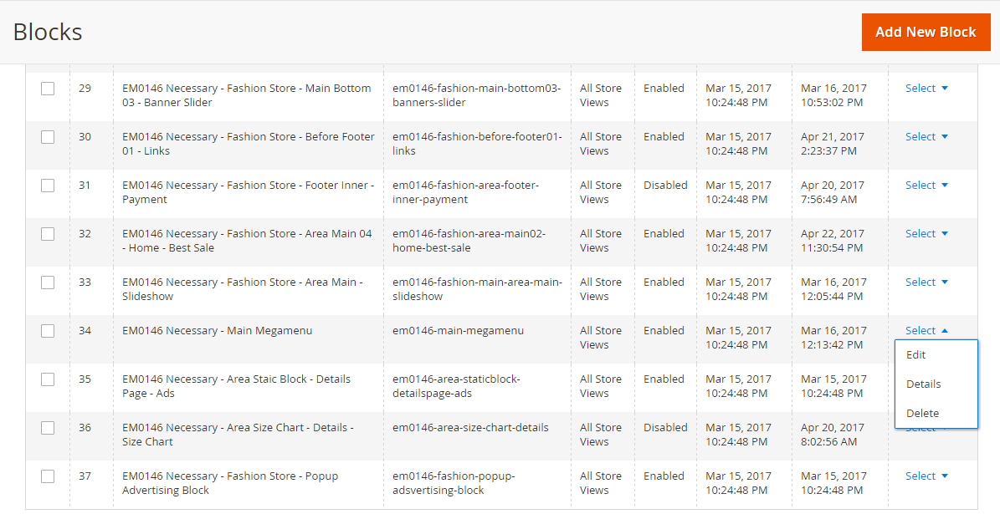 Blocks
Add New Block
29 EM0146 Necessary - Fashion Store - Main Bottom em0146-fashion-main-bottom03- All Store Enabled Mar 15, 2017 Mar 16, 2017 Select
03 - Banner Slider banners-slider Views 10:24:48 PM 10:53:02 PM
30 EM0146 Necessary - Fashion Store - Before Footer em0146-fashion-before-footer01- All Store Enabled Mar 15, 2017 Apr 21, 2017 Select
01 - Links links Views 10:24:48 PM 2:23:37 PM
31 EM0146 Necessary - Fashion Store - Footer Inner - em0146-fashion-area-footer- All Store Disabled Mar 15, 2017 Apr 20, 2017 Select
Payment inner-payment Views 10:24:48 PM 7:56:49 AM
32 EM0146 Necessary - Fashion Store - Area Main 04 em0146-fashion-area-main02- All Store Enabled Mar 15, 2017 Apr 22, 2017 Select
- Home - Best Sale home-best-sale Views 10:24:48 PM 11:30:54 PM
33 EM0146 Necessary - Fashion Store - Area Main - em0146-fashion-main-area-main- All Store Enabled Mar 15, 2017 Mar 16, 2017 Select
Slideshow slideshow Views 10:24:48 PM 12:05:44 PM
34 EM0146 Necessary - Main Megamenu em0146-main-megamenu All Store Enabled Mar 15, 2017 Mar 16, 2017 Select
Views 10:24:48 PM 12:13:42 PM
Edit
Details
Delete
35 EM0146 Necessary - Area Staic Block - Details em0146-area-staticblock- All Store Enabled Mar 15, 2017 Mar 15, 2017
Page - Ads detailspage-ads Views 10:24:48 PM 10:24:48 PM
36 EM0146 Necessary - Area Size Chart - Details - em0146-area-size-chart-details All Store Disabled Mar 15, 2017 Apr 20, 2017 Select
Size Chart Views 10:24:48 PM 8:02:56 AM
37 EM0146 Necessary - Fashion Store - Popup em0146-fashion-popup- All Store Enabled Mar 15, 2017 Mar 15, 2017 Select
Advertising Block adsvertising-block Views 10:24:48 PM 10:24:48 PM